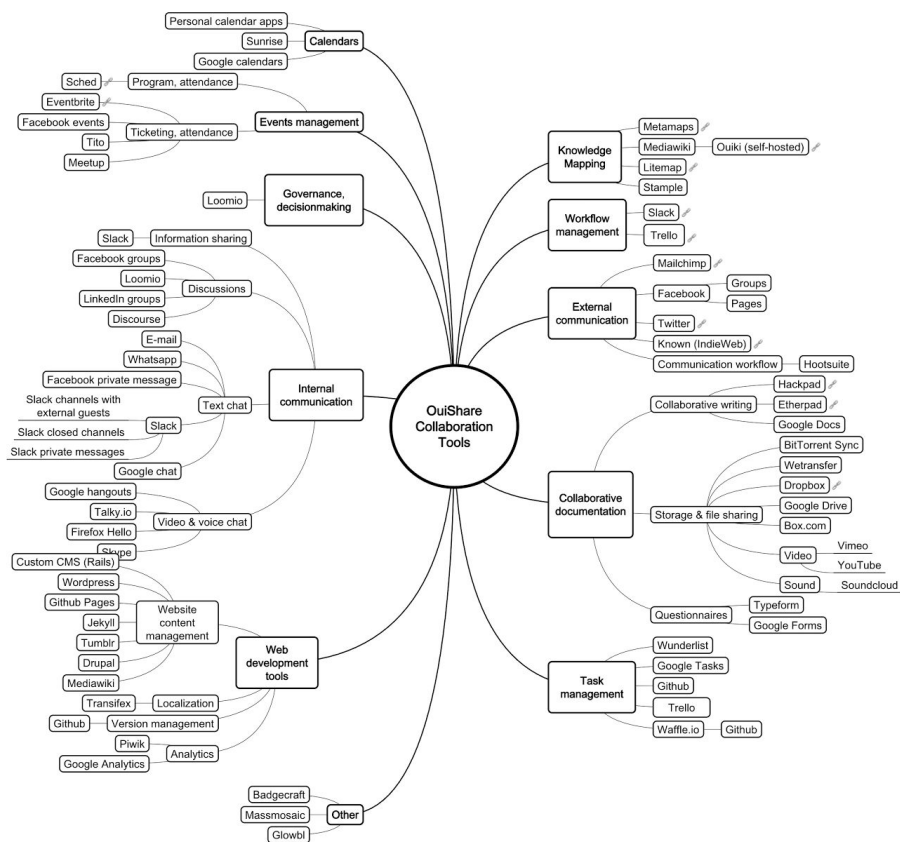 OuiShare
Collaboration
Tools
Calendars
Personal calendar apps
Sunrise
Google calendars
Events management
Program, attendance
Sched
Ticketing, attendance
Eventbrite
Facebook events
Tito
Meetup
Governance,
decisionmaking
Loomio
Internal
communication
Information sharing
Slack
Discussions
Facebook groups
Loomio
LinkedIn groups
Discourse
Text chat
E-mail
Whatsapp
Facebook private message
Slack
Slack channels with
external guests
Slack closed channels
Slack private messages
Google chat
Video & voice chat
Google hangouts
Talky.io
Firefox Hello
Skype
Web
development
tools
Website
content
management
Custom CMS (Rails)
Wordpress
Github Pages
Jekyll
Tumblr
Drupal
Mediawiki
Localization
Transifex
Version management
Github
Analytics
Piwik
Google Analytics
Other
Badgecraft
Massmosaic
Glowbl
Knowledge
Mapping
Metamaps
Mediawiki
Ouiki (self-hosted)
Litemap
Stample
Workflow
management
Slack
Trello
External
communication
Mailchimp
Facebook
Groups
Pages
Twitter
Known (IndieWeb)
Communication workflow
Hootsuite
Collaborative
documentation
Collaborative writing
Hackpad
Etherpad
Google Docs
Storage & file sharing
BitTorrent Sync
Wetransfer
Dropbox
Google Drive
Box.com
Video
Vimeo
YouTube
Sound
Soundcloud
Questionnaires
Typeform
Google Forms
Task
management
Wunderlist
Google Tasks
Github
Trello
Waffle.io
Github